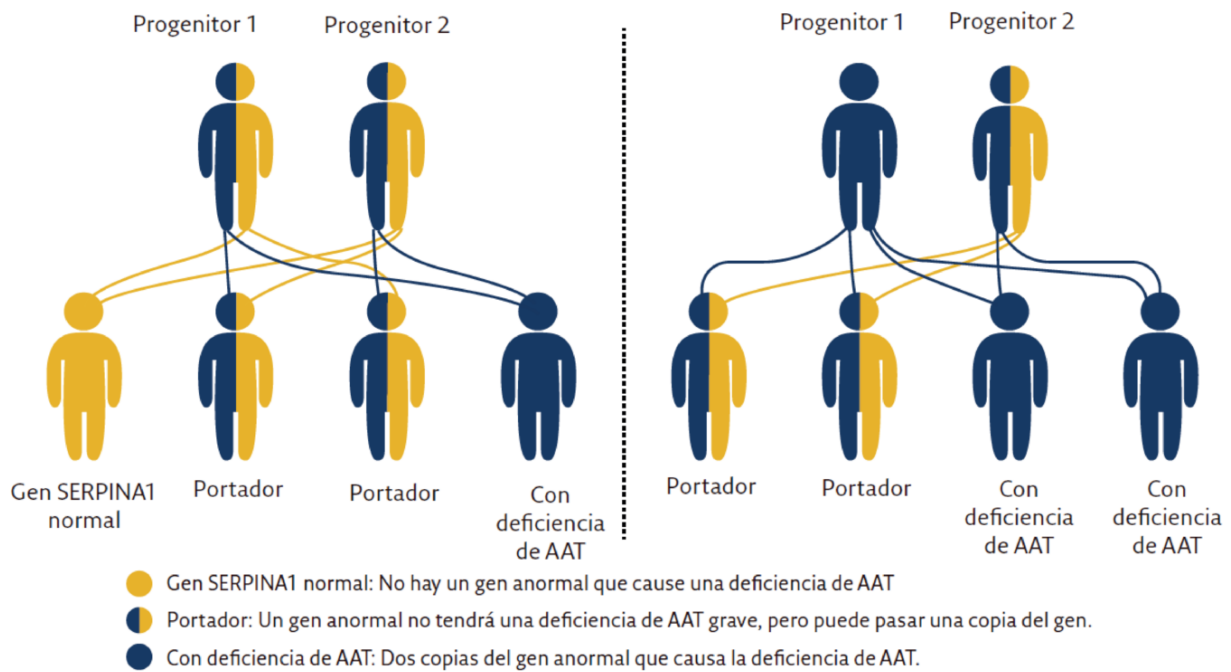 Progenitor 1
Progenitor 2
Progenitor 1
Progenitor 2
Gen SERPINA1
normal
Portador
Portador
Con
deficiencia
de AAT
Portador
Portador
Con
deficiencia
de AAT
Con
deficiencia
de AAT
Gen SERPINA1 normal: No hay un gen anormal que cause una deficiencia de AAT
Portador: Un gen anormal no tendrá una deficiencia de AAT grave, pero puede pasar una copia del gen.
Con deficiencia de AAT: Dos copias del gen anormal que causa la deficiencia de AAT.